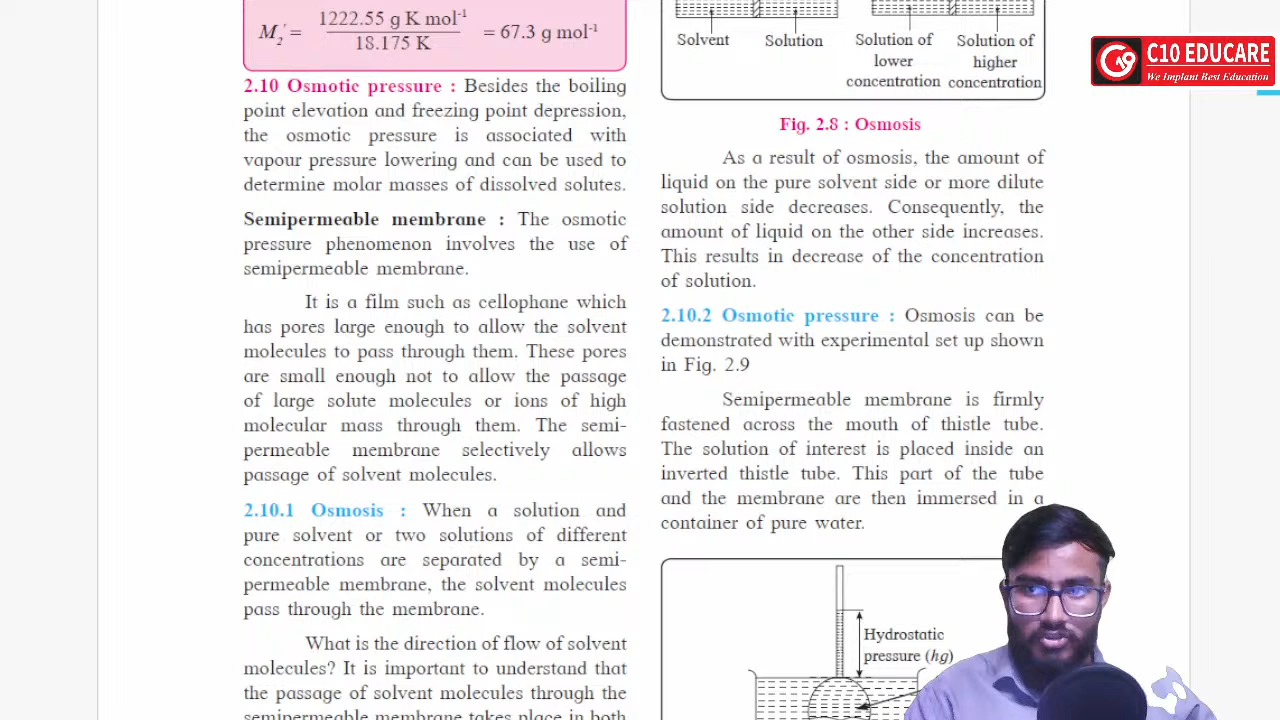 M₂′ = 1222.55 g K mol⁻¹ / 18.175 K = 67.3 g mol⁻¹
2.10 Osmotic pressure : Besides the boiling
point elevation and freezing point depression,
the osmotic pressure is associated with
vapour pressure lowering and can be used to
determine molar masses of dissolved solutes.
Semipermeable membrane : The osmotic
pressure phenomenon involves the use of
semipermeable membrane.
It is a film such as cellophane which
has pores large enough to allow the solvent
molecules to pass through them. These pores
are small enough not to allow the passage
of large solute molecules or ions of high
molecular mass through them. The semi-
permeable membrane selectively allows
passage of solvent molecules.
2.10.1 Osmosis : When a solution and
pure solvent or two solutions of different
concentrations are separated by a semi-
permeable membrane, the solvent molecules
pass through the membrane.
What is the direction of flow of solvent
molecules? It is important to understand that
the passage of solvent molecules through the
semipermeable membrane takes place in both
Solvent Solution Solution of lower concentration Solution of higher concentration
Fig. 2.8 : Osmosis
As a result of osmosis, the amount of
liquid on the pure solvent side or more dilute
solution side decreases. Consequently, the
amount of liquid on the other side increases.
This results in decrease of the concentration
of solution.
2.10.2 Osmotic pressure : Osmosis can be
demonstrated with experimental set up shown
in Fig. 2.9
Semipermeable membrane is firmly
fastened across the mouth of thistle tube.
The solution of interest is placed inside an
inverted thistle tube. This part of the tube
and the membrane are then immersed in a
container of pure water.
Hydrostatic
pressure (hg)
C10 EDUCARE
We Implant Best Education